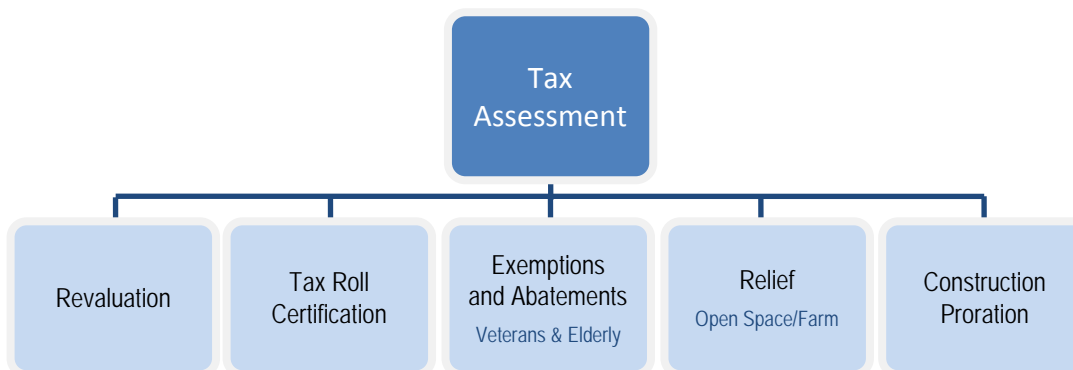 Tax
Assessment
Revaluation
Tax Roll
Certification
Exemptions
and Abatements
Veterans & Elderly
Relief
Open Space/Farm
Construction
Proration